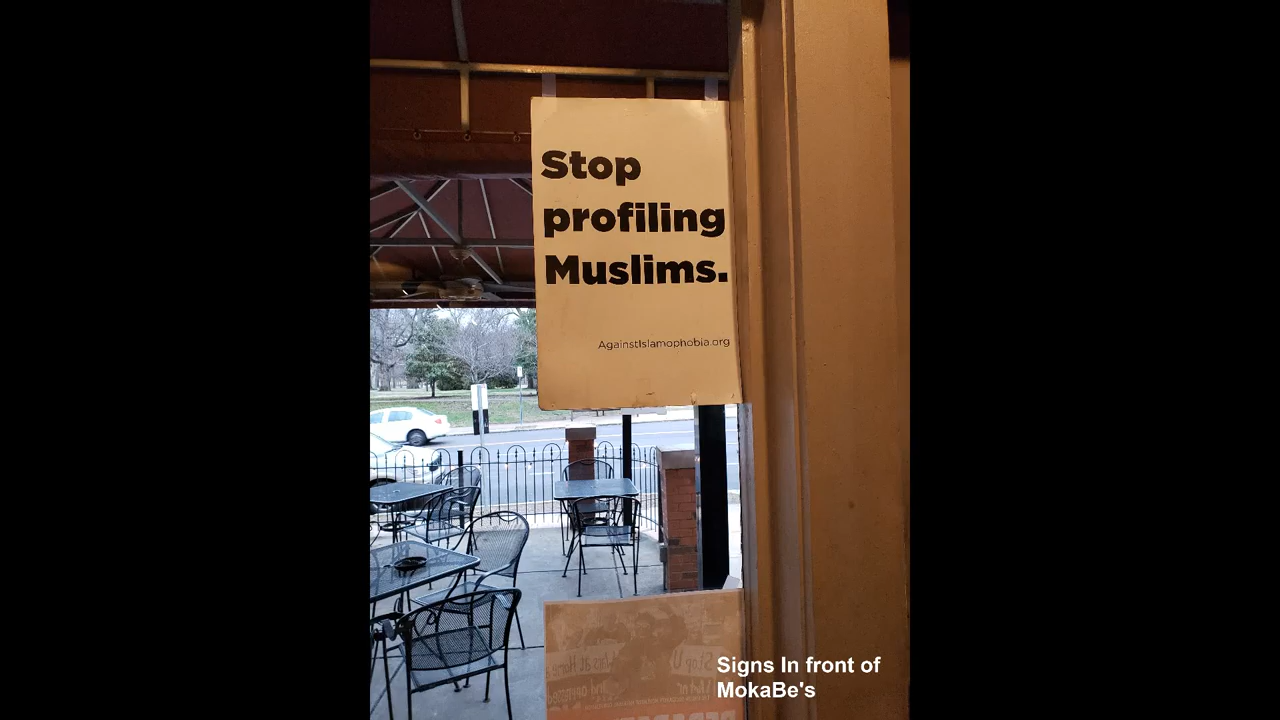 Stop
profiling
Muslims.
AgainstIslamophobia.org
Signs In front of
MokaBe's